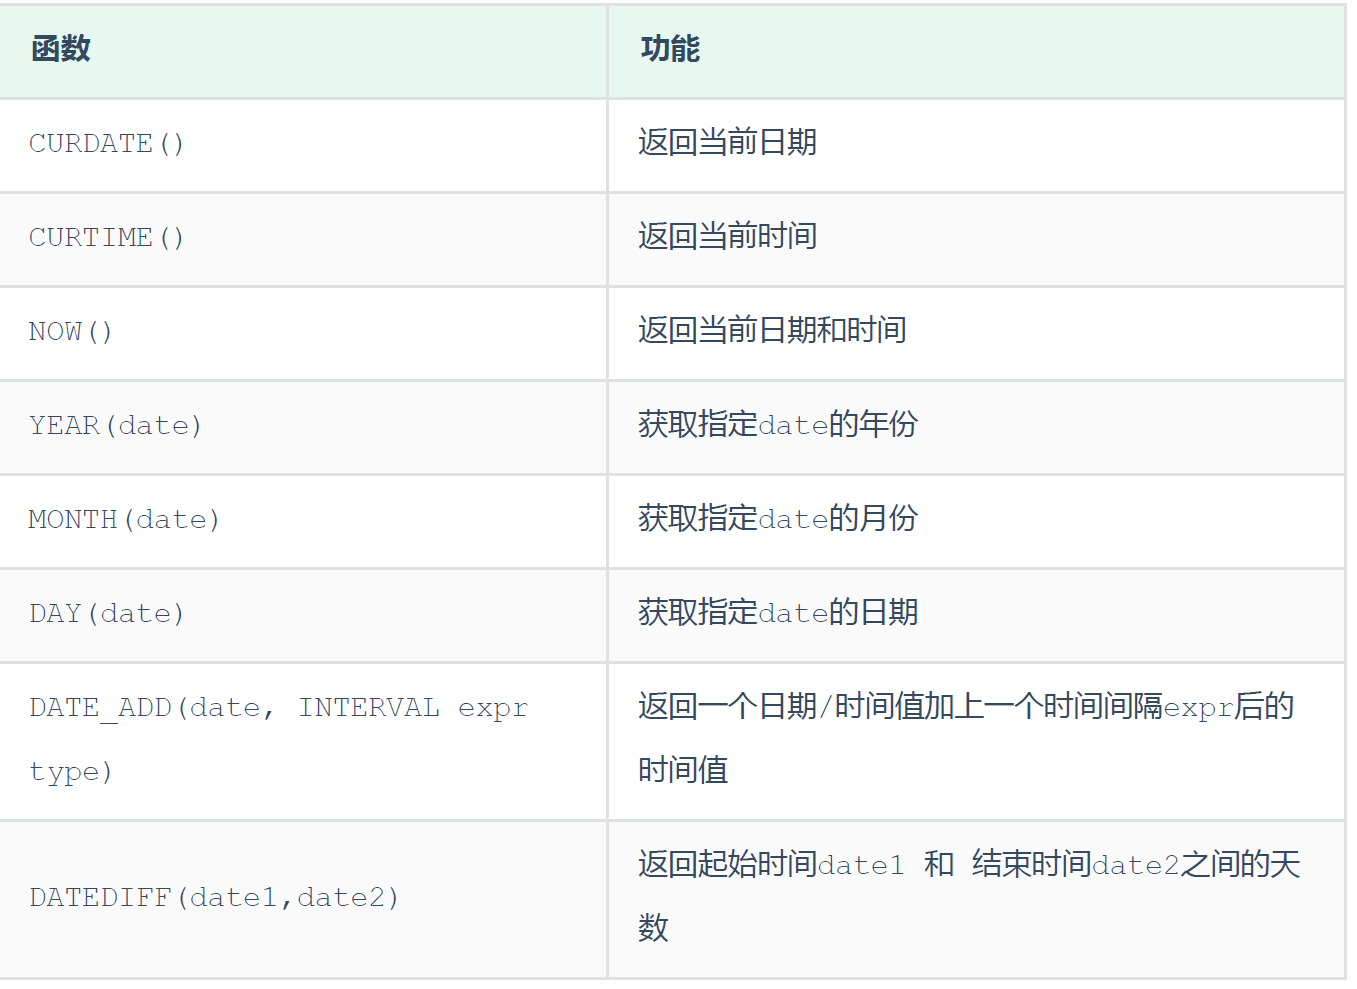 函数
功能
CURDATE()
返回当前日期
CURTIME()
返回当前时间
NOW()
返回当前日期和时间
YEAR(date)
获取指定date的年份
MONTH(date)
获取指定date的月份
DAY(date)
获取指定date的日期
DATE_ADD(date, INTERVAL expr
type)
返回一个日期/时间值加上一个时间间隔expr后的
时间值
DATEDIFF(date1,date2)
返回起始时间date1 和 结束时间date2之间的天
数